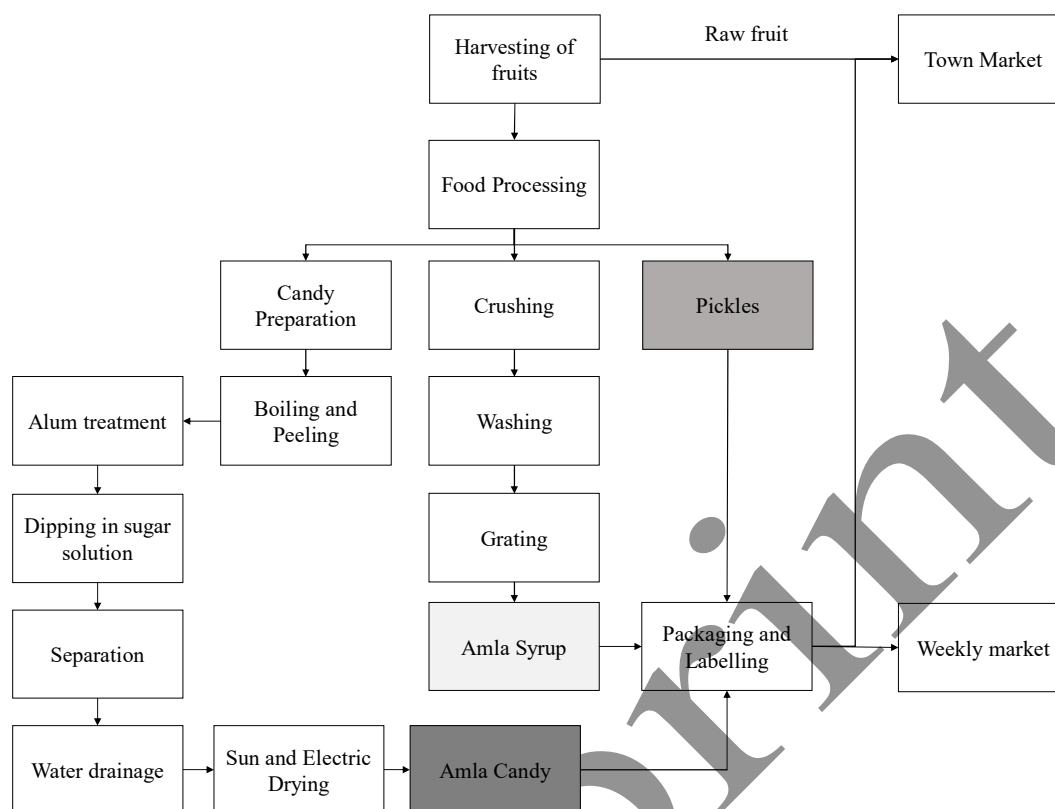 Harvesting of
fruits
Raw fruit
Town Market
Food Processing
Candy
Preparation
Crushing
Pickles
Alum treatment
Boiling and
Peeling
Washing
Dipping in sugar
solution
Grating
Separation
Amla Syrup
Packaging and
Labelling
Weekly market
Water drainage
Sun and Electric
Drying
Amla Candy